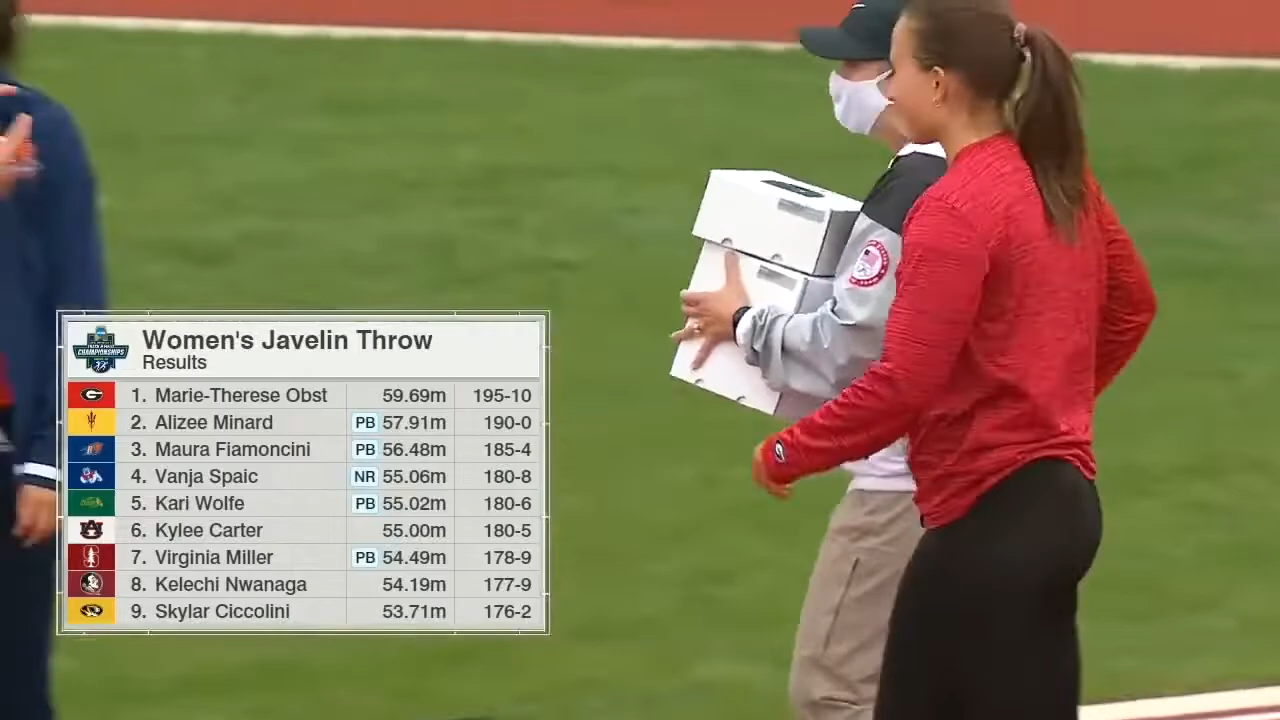 CHAMPIONSHIPS
Women's Javelin Throw
Results
1. Marie-Therese Obst 59.69m 195-10
2. Alizee Minard PB 57.91m 190-0
3. Maura Fiamoncini PB 56.48m 185-4
4. Vanja Spaic NR 55.06m 180-8
5. Kari Wolfe PB 55.02m 180-6
6. Kylee Carter 55.00m 180-5
7. Virginia Miller PB 54.49m 178-9
8. Kelechi Nwanaga 54.19m 177-9
9. Skylar Ciccolini 53.71m 176-2